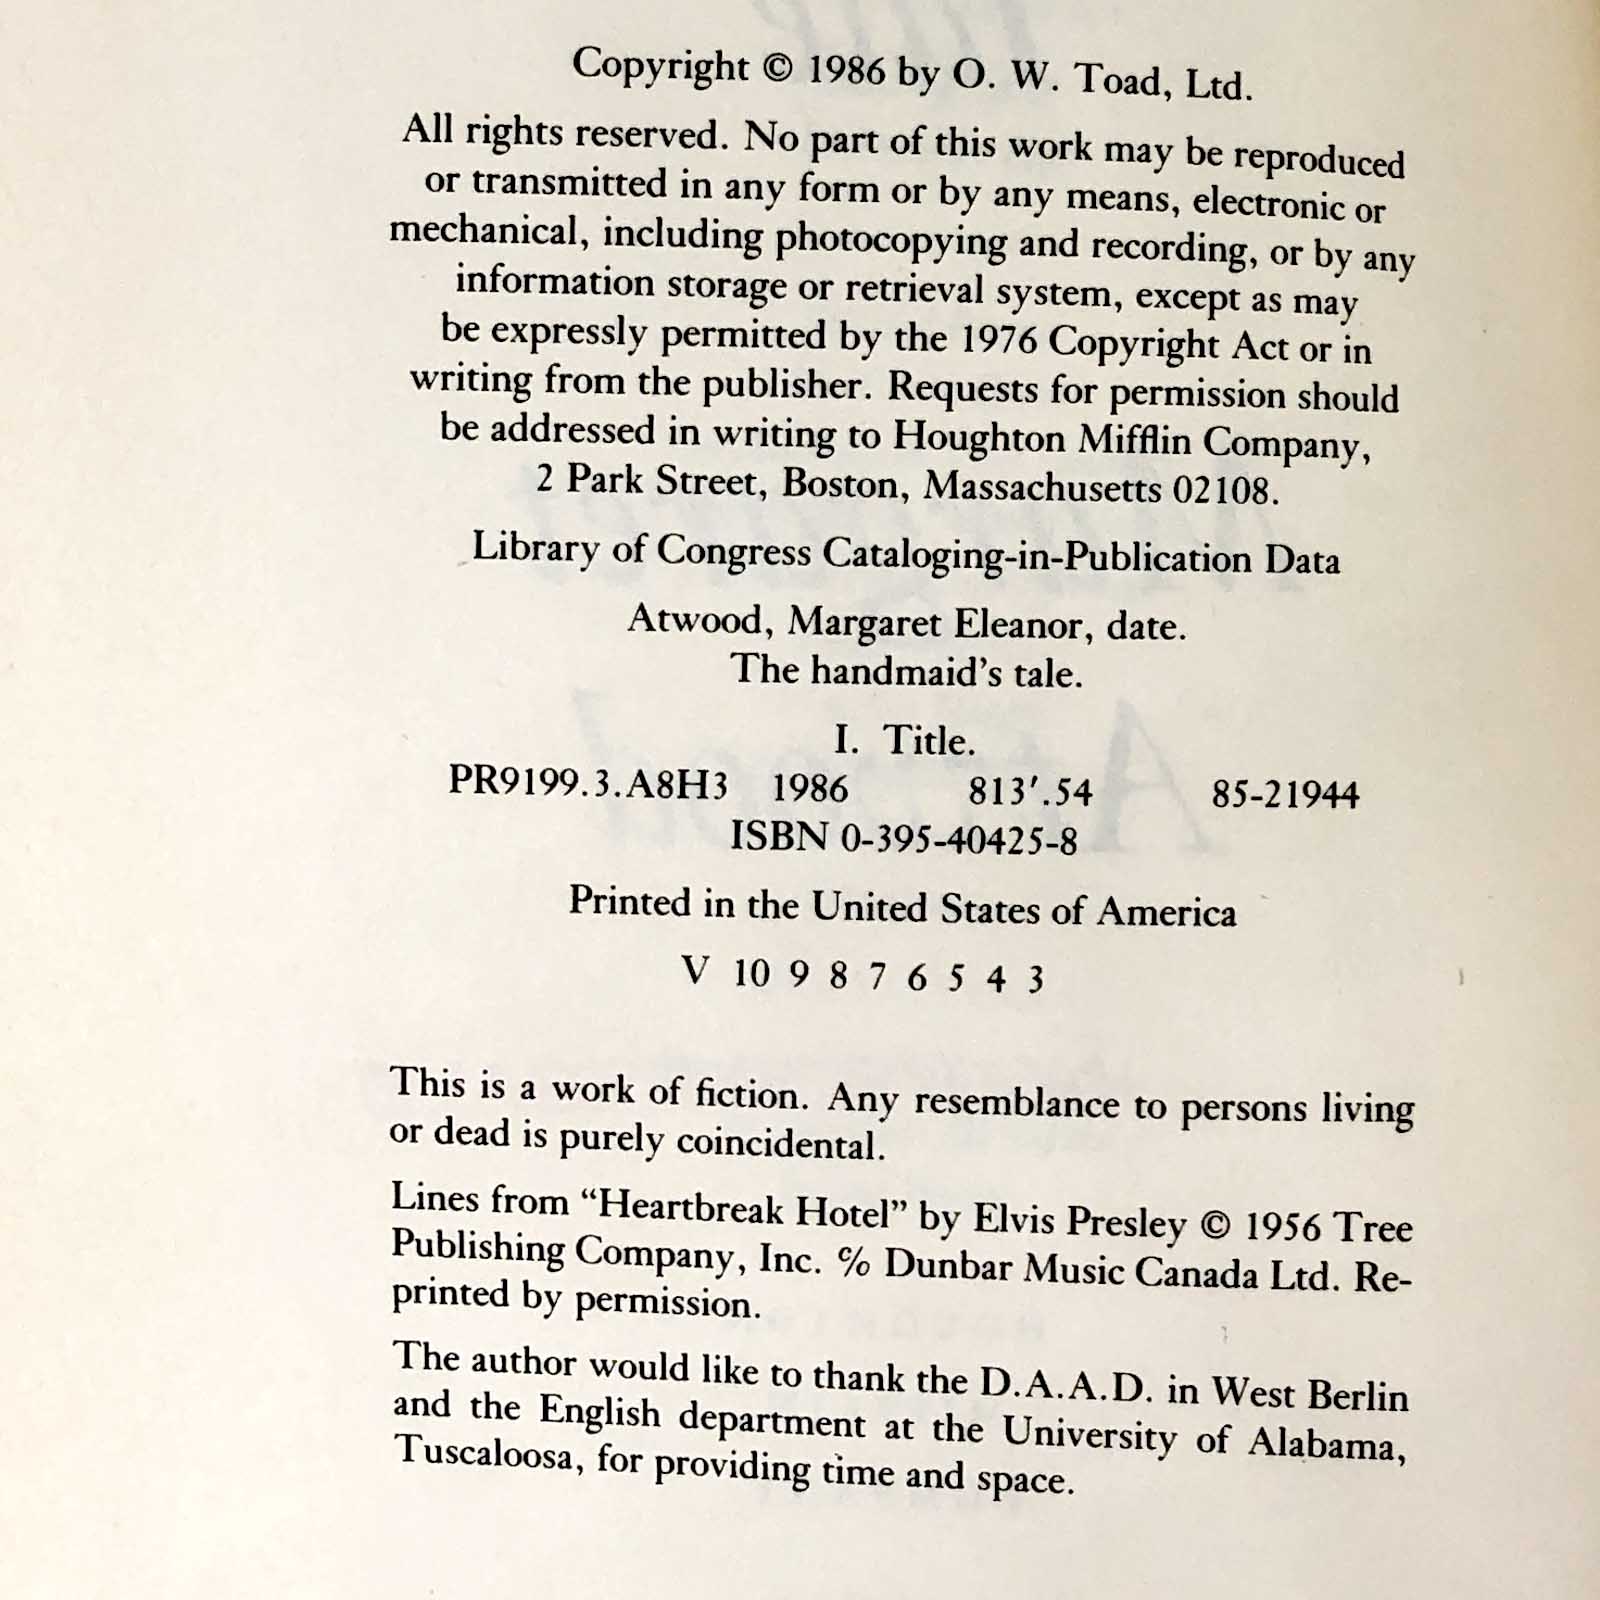 Copyright © 1986 by O. W. Toad, Ltd.
All rights reserved. No part of this work may be reproduced
or transmitted in any form or by any means, electronic or
mechanical, including photocopying and recording, or by any
information storage or retrieval system, except as may
be expressly permitted by the 1976 Copyright Act or in
writing from the publisher. Requests for permission should
be addressed in writing to Houghton Mifflin Company,
2 Park Street, Boston, Massachusetts 02108.
Library of Congress Cataloging-in-Publication Data
Atwood, Margaret Eleanor, date.
The handmaid's tale.
I. Title.
PR9199.3.A8H3 1986 813′.54 85-21944
ISBN 0-395-40425-8
Printed in the United States of America
V 10 9 8 7 6 5 4 3
This is a work of fiction. Any resemblance to persons living
or dead is purely coincidental.
Lines from “Heartbreak Hotel” by Elvis Presley © 1956 Tree
Publishing Company, Inc. ℅ Dunbar Music Canada Ltd. Re-
printed by permission.
The author would like to thank the D.A.A.D. in West Berlin
and the English department at the University of Alabama,
Tuscaloosa, for providing time and space.